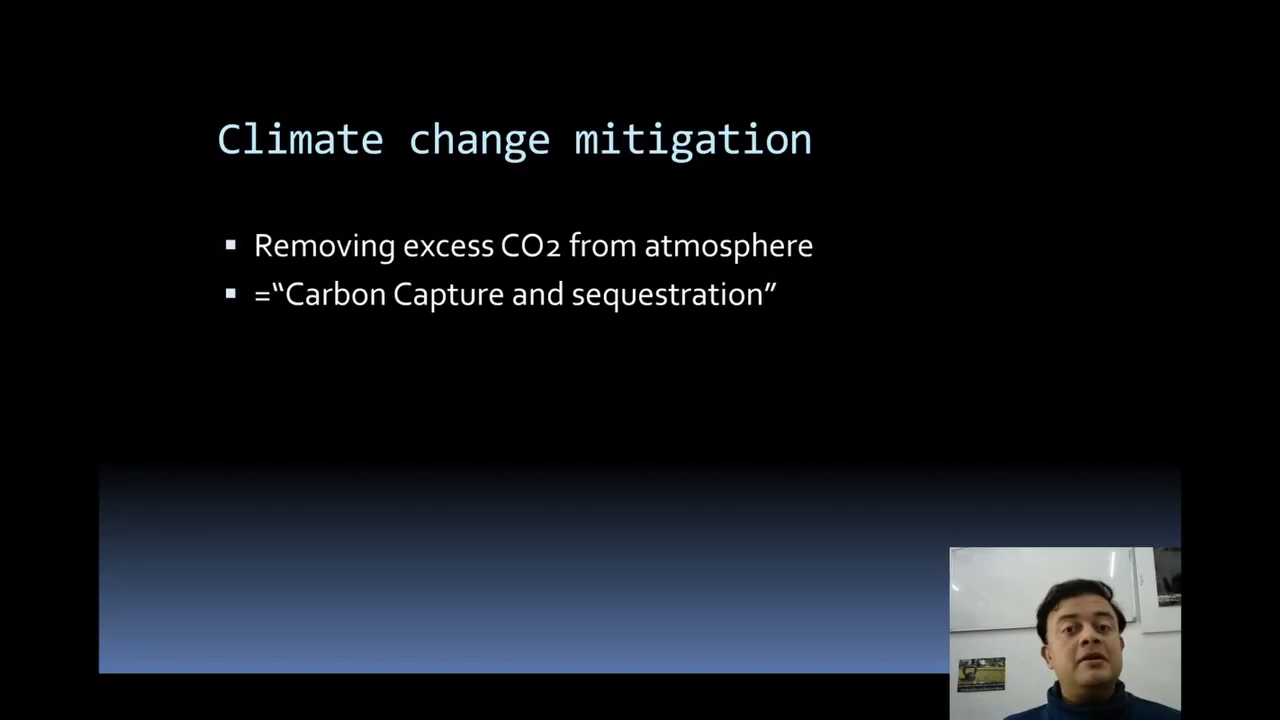 Climate change mitigation
Removing excess CO2 from atmosphere
="Carbon Capture and sequestration"